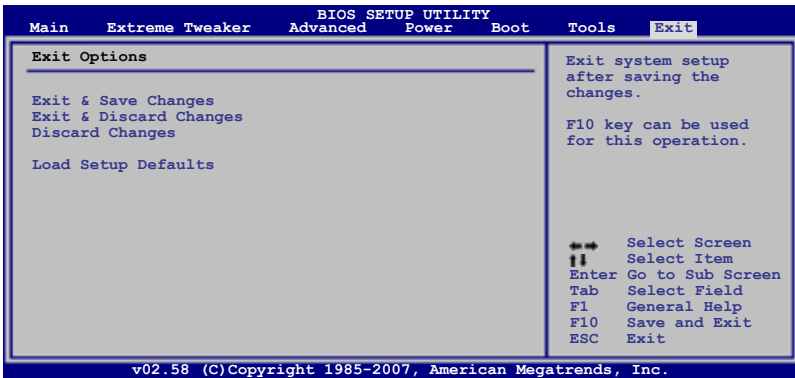 BIOS SETUP UTILITY
Main Extreme Tweaker Advanced Power Boot Tools Exit
Exit Options
Exit & Save Changes
Exit & Discard Changes
Discard Changes
Load Setup Defaults
Exit system setup
after saving the
changes.
F10 key can be used
for this operation.
Select Screen
Select Item
Enter Go to Sub Screen
Tab Select Field
F1 General Help
F10 Save and Exit
ESC Exit
v02.58 (C)Copyright 1985-2007, American Megatrends, Inc.